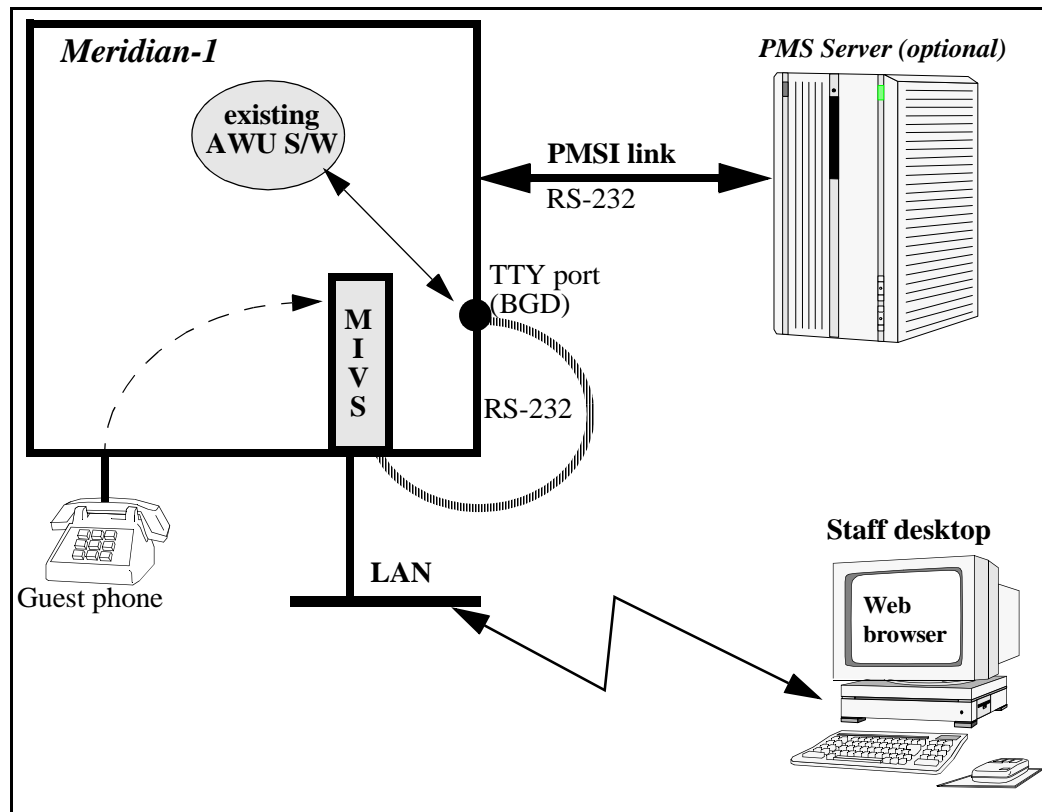 Meridian-1
PMS Server (optional)
existing
AWU S/W
PMSI link
RS-232
TTY port
(BGD)
M
I
V
S
RS-232
Guest phone
LAN
Staff desktop
Web
browser